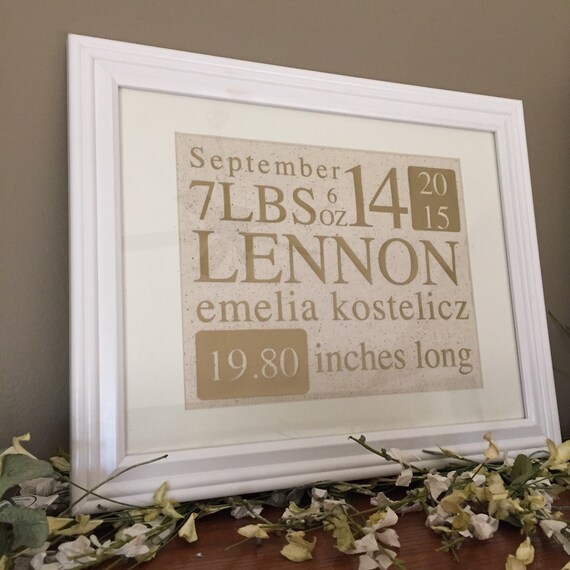 September 14 20 15
7LBS 6 OZ
LENNON
emelia kostelicz
19.80 inches long